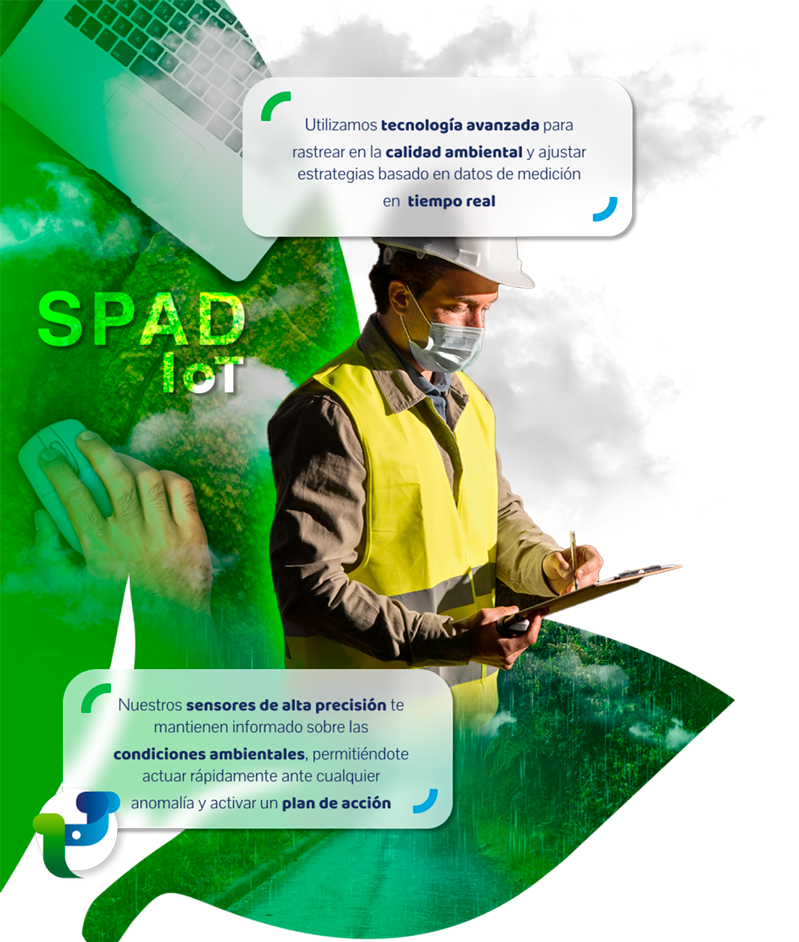 Utilizamos tecnología avanzada para
rastrear en la calidad ambiental y ajustar
estrategias basado en datos de medición
en tiempo real
SPAD
IoT
Nuestros sensores de alta precisión te
mantienen informado sobre las
condiciones ambientales, permitiéndote
actuar rápidamente ante cualquier
anomalía y activar un plan de acción